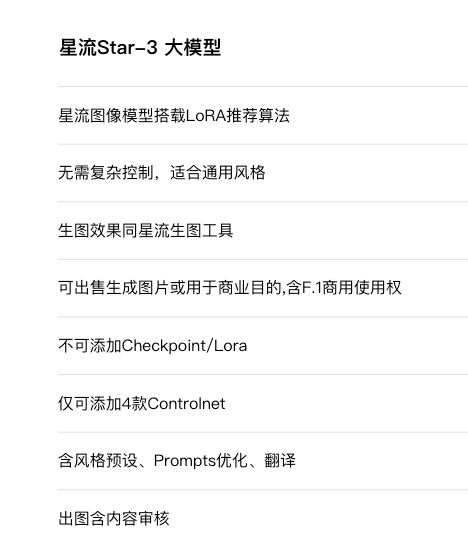 星流Star-3 大模型
星流图像模型搭载LoRA推荐算法
无需复杂控制，适合通用风格
生图效果同星流生图工具
可出售生成图片或用于商业目的,含F.1商用使用权
不可添加Checkpoint/Lora
仅可添加4款Controlnet
含风格预设、Prompts优化、翻译
出图含内容审核